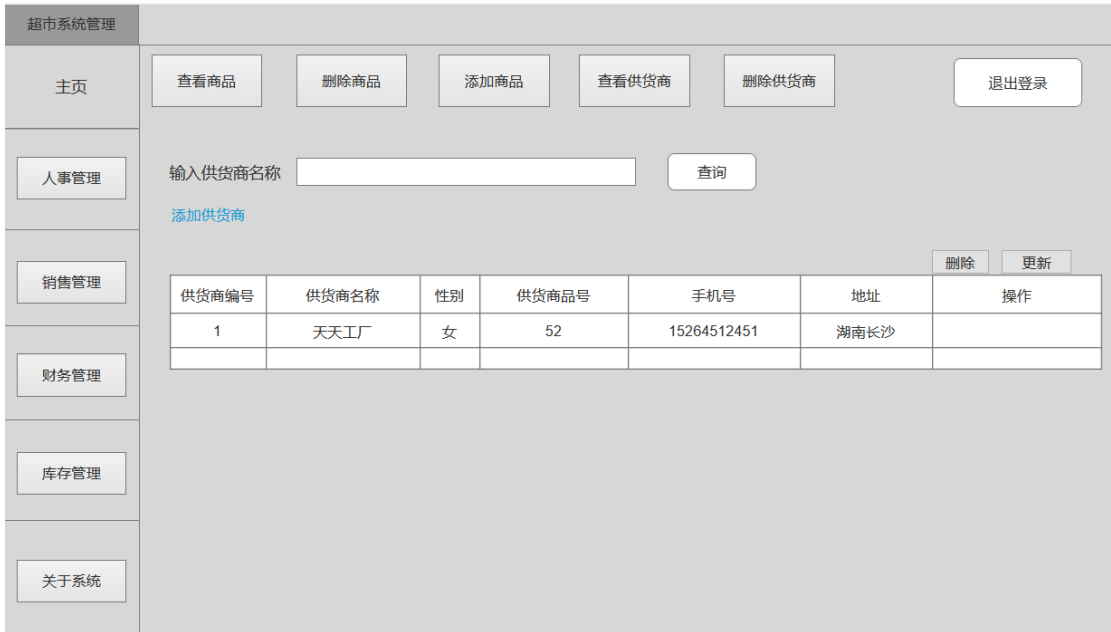 超市系统管理
主页
查看商品
删除商品
添加商品
查看供货商
删除供货商
退出登录
人事管理
输入供货商名称
查询
添加供货商
删除
更新
销售管理
供货商编号 供货商名称 性别 供货商品号 手机号 地址 操作
1 天天工厂 女 52 15264512451 湖南长沙
财务管理
库存管理
关于系统